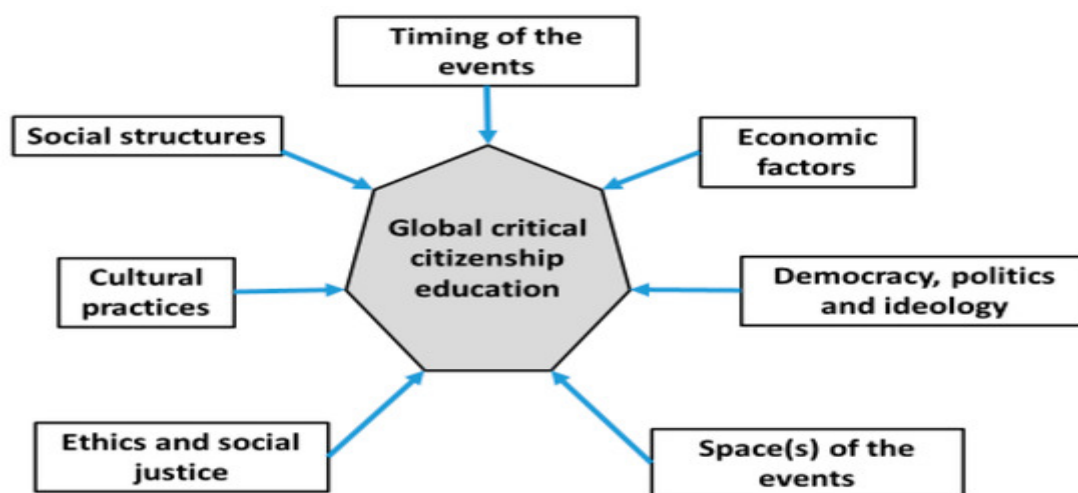 Timing of the
events
Social structures
Economic
factors
Global critical
citizenship
education
Cultural
practices
Democracy, politics
and ideology
Ethics and social
justice
Space(s) of the
events